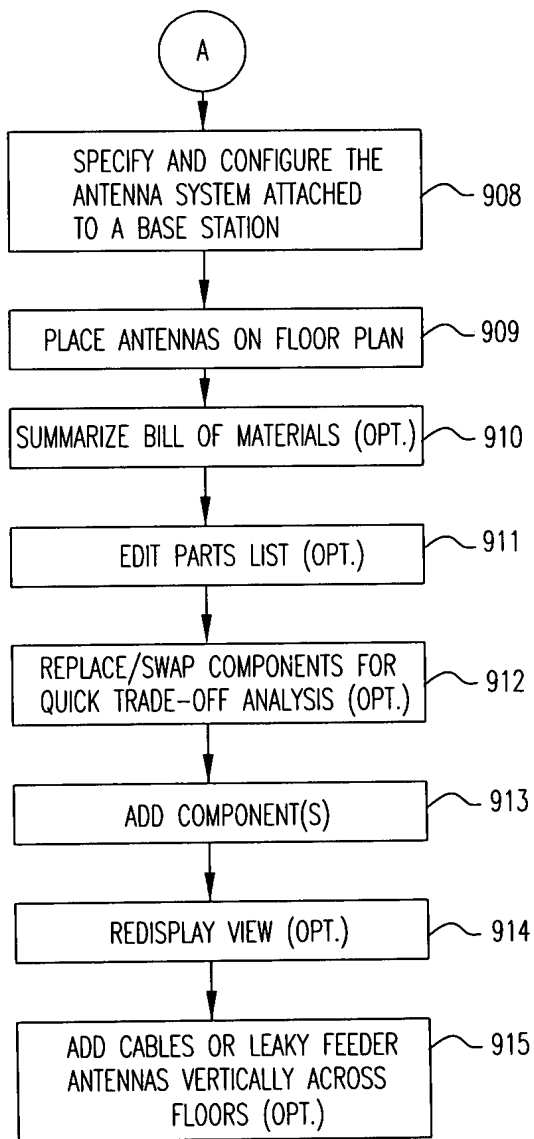 A
SPECIFY AND CONFIGURE THE
ANTENNA SYSTEM ATTACHED
TO A BASE STATION
908
PLACE ANTENNAS ON FLOOR PLAN
909
SUMMARIZE BILL OF MATERIALS (OPT.)
910
EDIT PARTS LIST (OPT.)
911
REPLACE/SWAP COMPONENTS FOR
QUICK TRADE-OFF ANALYSIS (OPT.)
912
ADD COMPONENT(S)
913
REDISPLAY VIEW (OPT.)
914
ADD CABLES OR LEAKY FEEDER
ANTENNAS VERTICALLY ACROSS
FLOORS (OPT.)
915